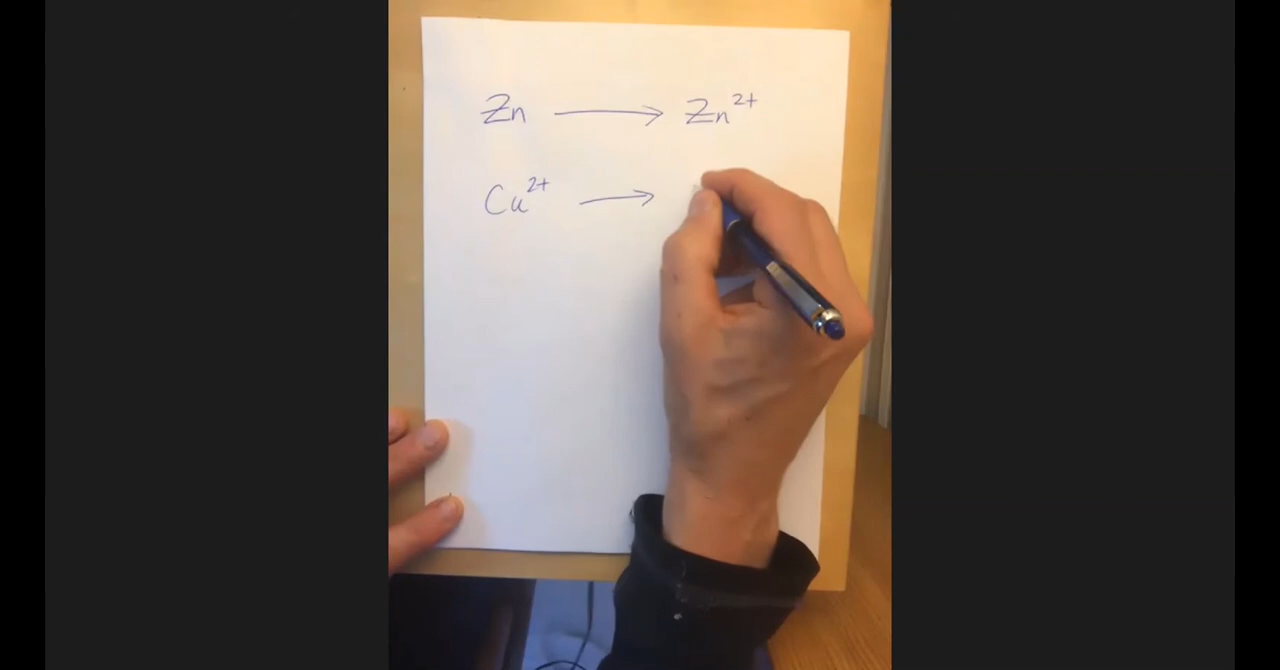 Zn → Zn²⁺
Cu²⁺ →